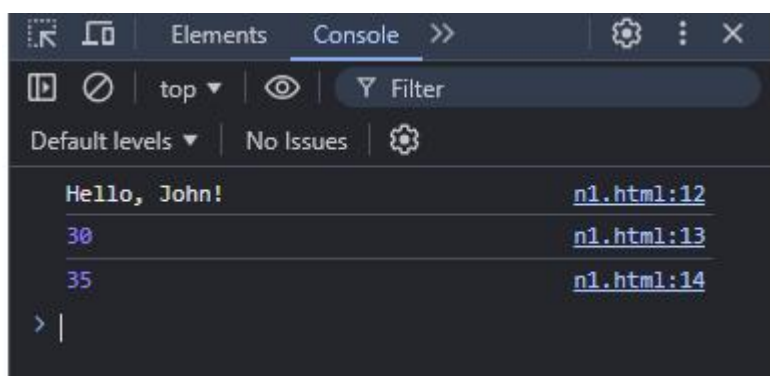 Elements Console >>
top ▼ Filter
Default levels ▼ No Issues
Hello, John! n1.html:12
30 n1.html:13
35 n1.html:14
>